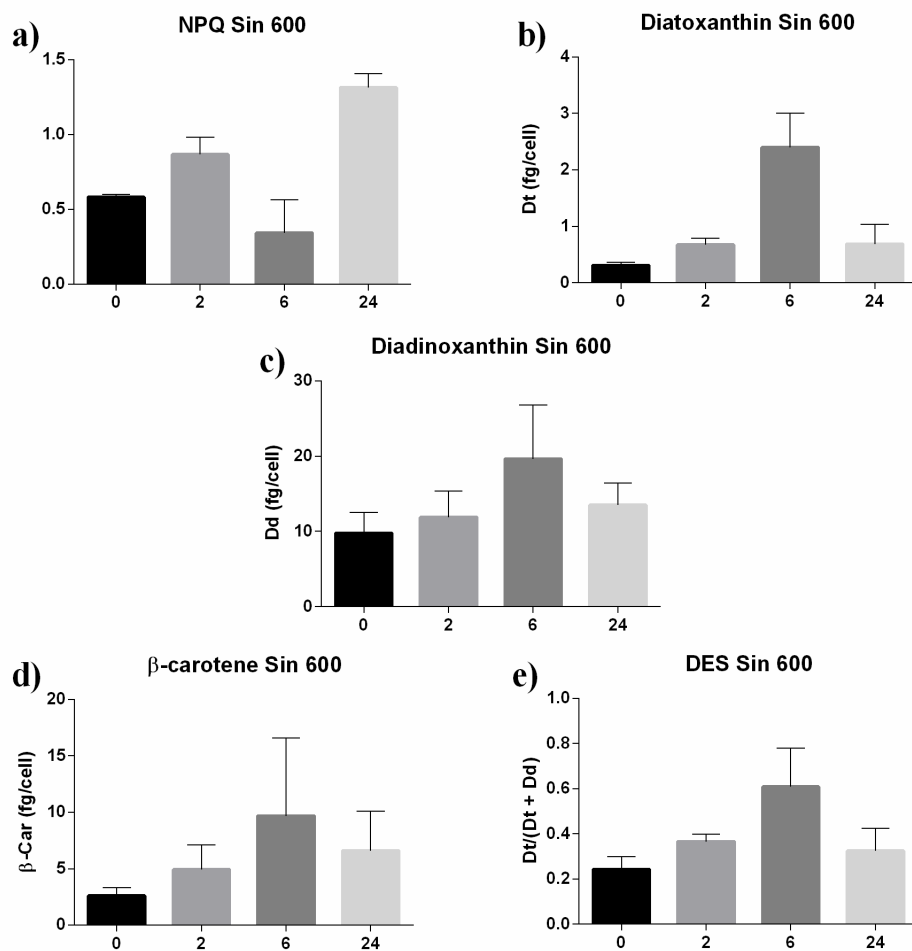 a)
NPQ Sin 600
1.5
1.0
0.5
0.0
0 2 6 24
b)
Diatoxanthin Sin 600
Dt (fg/cell)
4
3
2
1
0
0 2 6 24
c)
Diadinoxanthin Sin 600
Dd (fg/cell)
30
20
10
0
0 2 6 24
d)
β-carotene Sin 600
β-Car (fg/cell)
20
15
10
5
0
0 2 6 24
e)
DES Sin 600
Dt/(Dt + Dd)
1.0
0.8
0.6
0.4
0.2
0.0
0 2 6 24